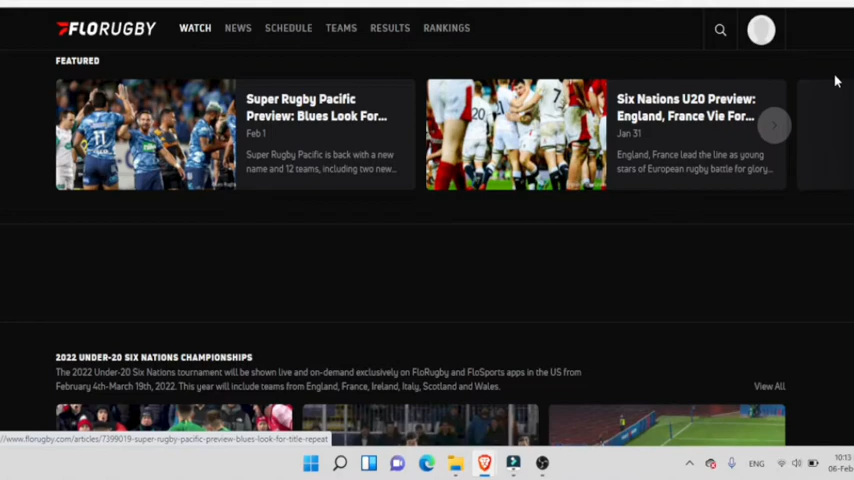 FLORUGBY WATCH NEWS SCHEDULE TEAMS RESULTS RANKINGS
FEATURED
Super Rugby Pacific
Preview: Blues Look For...
Feb 1
Super Rugby Pacific is back with a new
name and 12 teams, including two new...
Six Nations U20 Preview:
England, France Vie For...
Jan 31
England, France lead the line as young
stars of European rugby battle for glory...
2022 UNDER-20 SIX NATIONS CHAMPIONSHIPS
The 2022 Under-20 Six Nations tournament will be shown live and on-demand exclusively on FloRugby and FloSports apps in the US from
February 4th-March 19th, 2022. This year will include teams from England, France, Ireland, Italy, Scotland and Wales.
View All
//www.florugby.com/articles/7399019-super-rugby-pacific-preview-blues-look-for-title-repeat
ENG
10:13
06-Feb